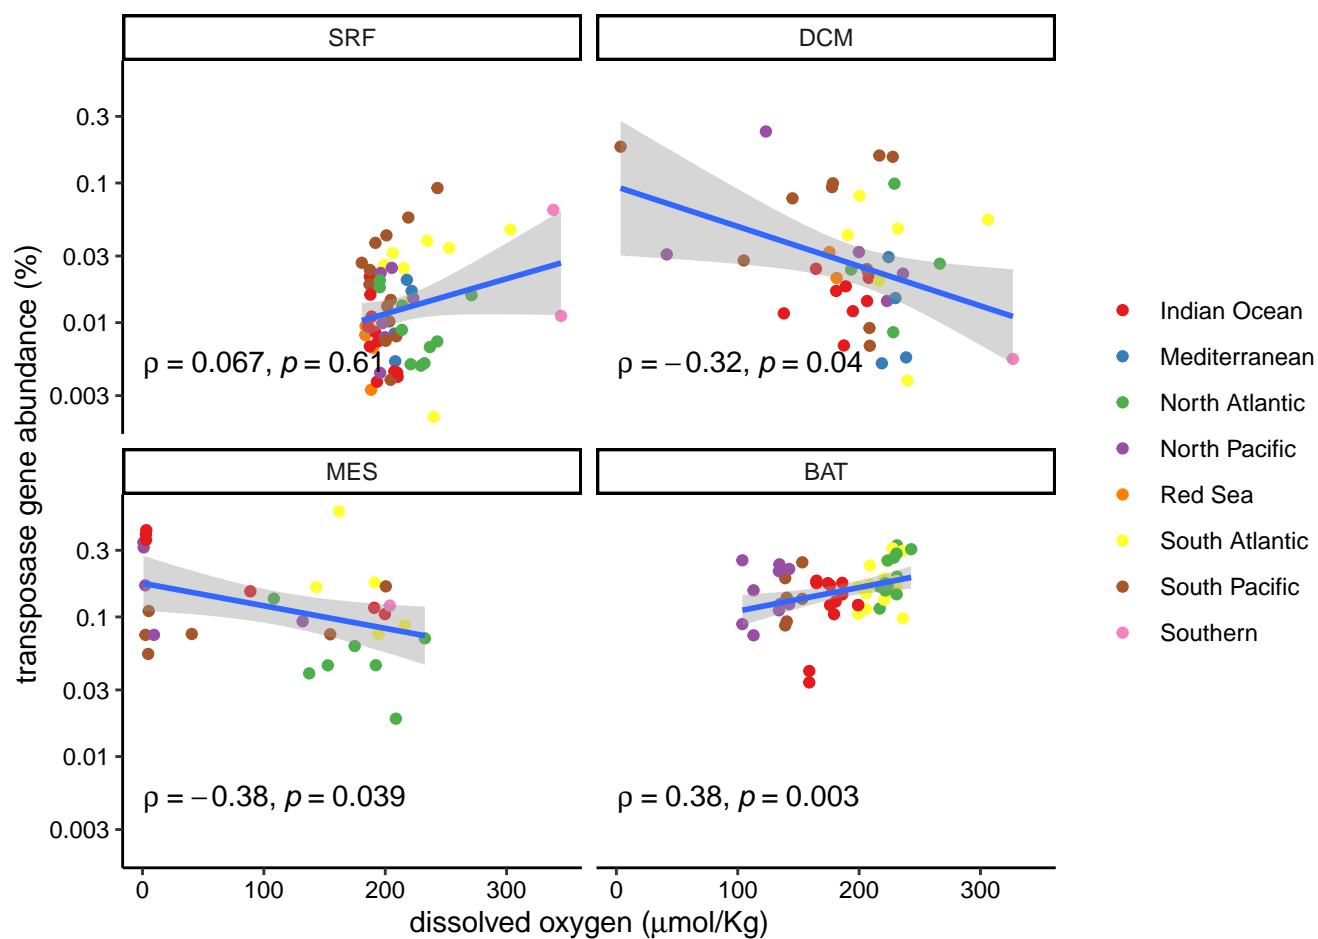 SRF
DCM
0.3
0.1
0.03
0.01
0.003
ρ = 0.067, p = 0.61
ρ = −0.32, p = 0.04
MES
BAT
0.3
0.1
0.03
0.01
0.003
ρ = −0.38, p = 0.039
ρ = 0.38, p = 0.003
0 100 200 300
0 100 200 300
dissolved oxygen (μmol/Kg)
transposase gene abundance (%)
Indian Ocean
Mediterranean
North Atlantic
North Pacific
Red Sea
South Atlantic
South Pacific
Southern